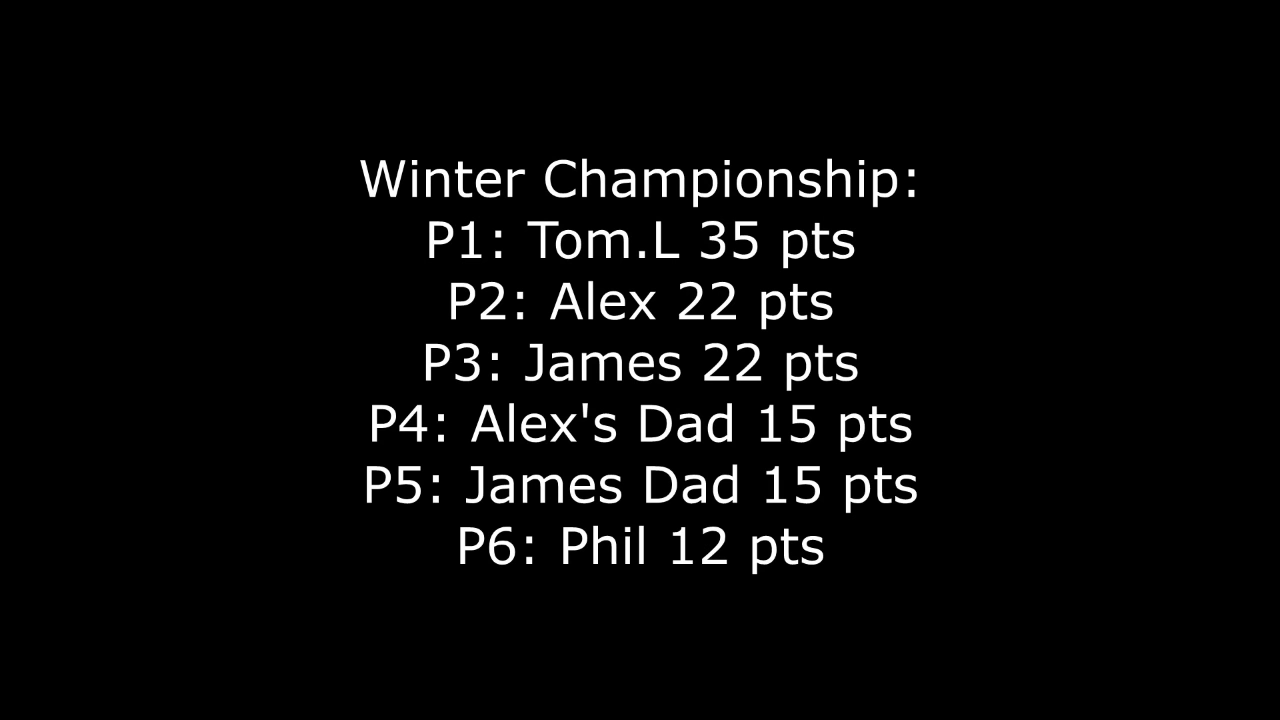 Winter Championship:
P1: Tom.L 35 pts
P2: Alex 22 pts
P3: James 22 pts
P4: Alex's Dad 15 pts
P5: James Dad 15 pts
P6: Phil 12 pts